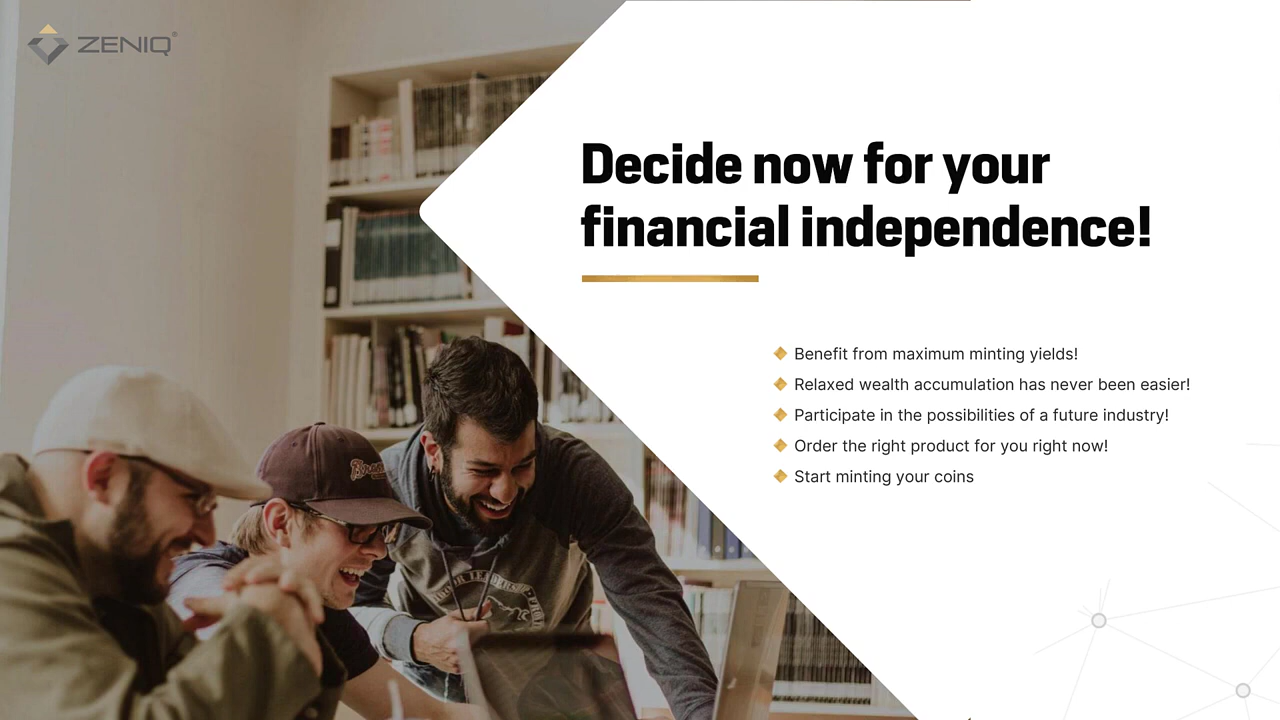 ZENIQ®
Decide now for your
financial independence!
Benefit from maximum minting yields!
Relaxed wealth accumulation has never been easier!
Participate in the possibilities of a future industry!
Order the right product for you right now!
Start minting your coins